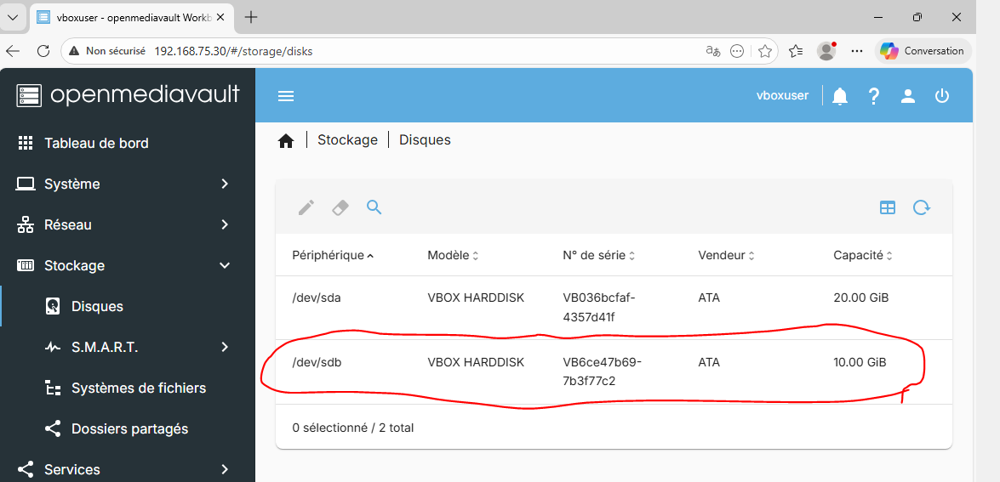 vboxuser - openmediavault Workb
Non sécurisé 192.168.75.30/#/storage/disks
Conversation
openmediavault
vboxuser
Stockage | Disques
Tableau de bord
Système
Réseau
Stockage
Disques
S.M.A.R.T.
Systèmes de fichiers
Dossiers partagés
Services
Périphérique Modèle N° de série Vendeur Capacité
/dev/sda VBOX HARDDISK VB036bcfaf- ATA 20.00 GiB
4357d41f
/dev/sdb VBOX HARDDISK VB6ce47b69- ATA 10.00 GiB
7b3f77c2
0 sélectionné / 2 total